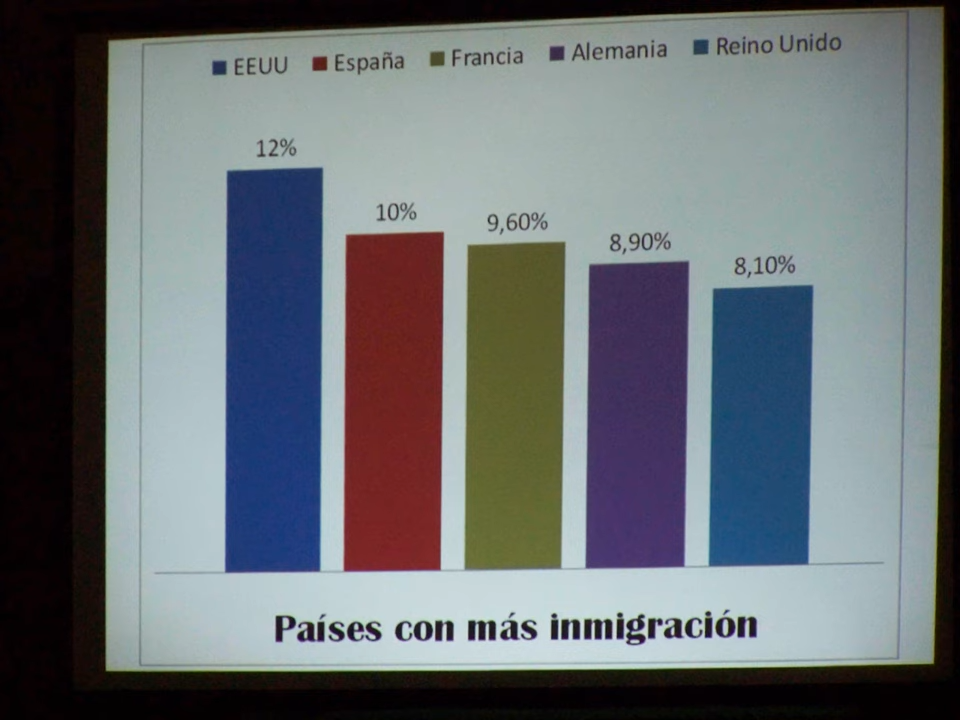 EEUU España Francia Alemania Reino Unido
12%
10%
9,60%
8,90%
8,10%
Países con más inmigración